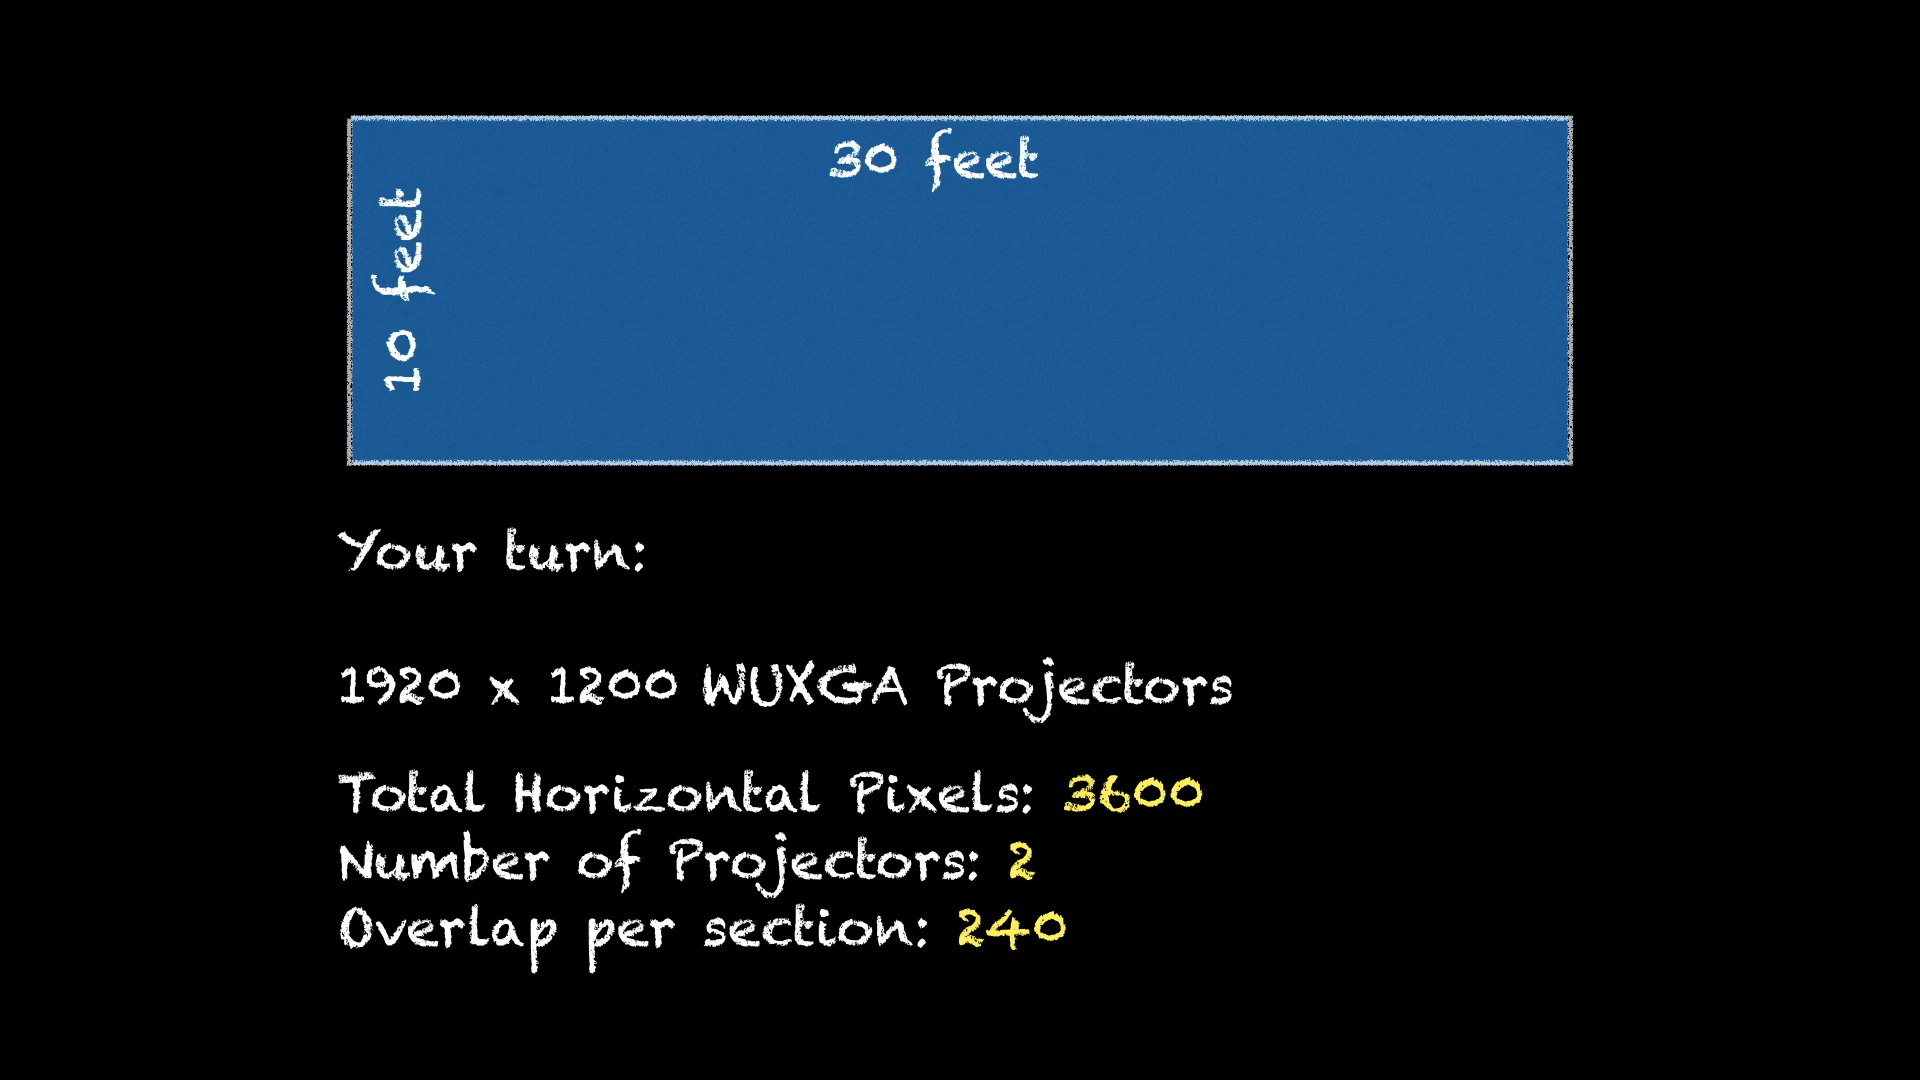 30 feet
10 feet
Your turn:
1920 x 1200 WUXGA Projectors
Total Horizontal Pixels: 3600
Number of Projectors: 2
Overlap per section: 240